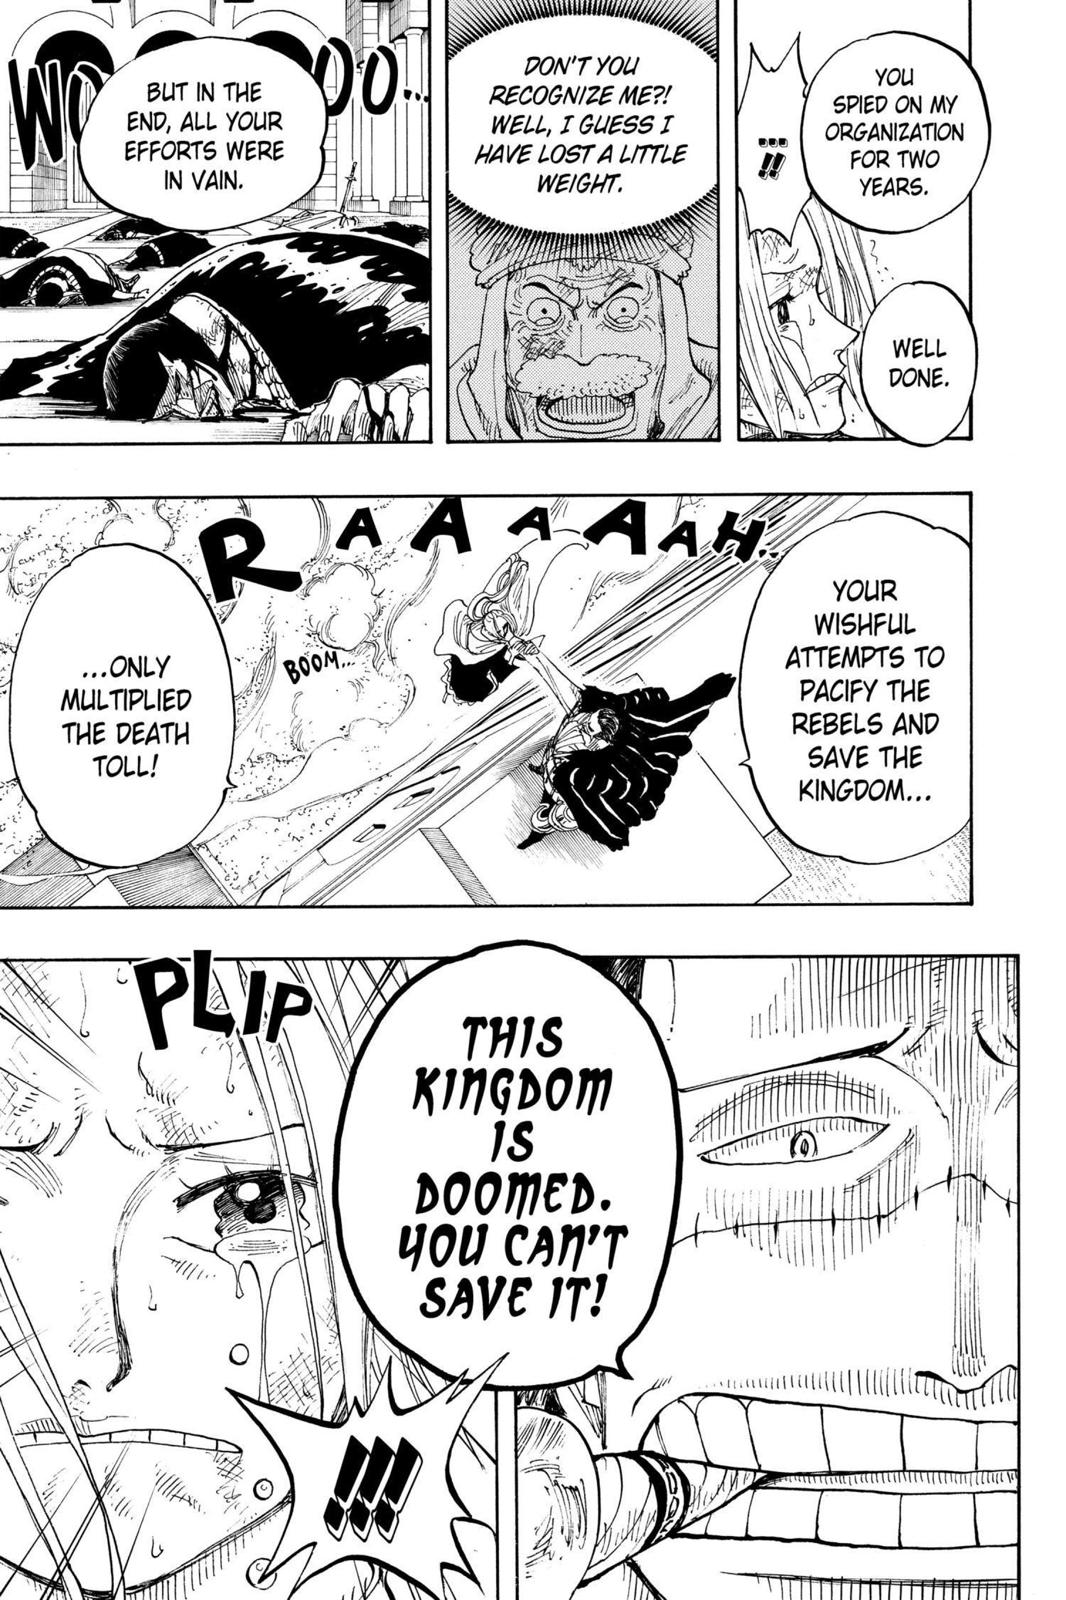 YOU
SPIED ON MY
ORGANIZATION
FOR TWO
YEARS.
...!!
WELL
DONE.
DON'T YOU
RECOGNIZE ME?!
WELL, I GUESS I
HAVE LOST A LITTLE
WEIGHT.
BUT IN THE
END, ALL YOUR
EFFORTS WERE
IN VAIN.
YOUR
WISHFUL
ATTEMPTS TO
PACIFY THE
REBELS AND
SAVE THE
KINGDOM...
RAAAAAAH...
BOOM...
...ONLY
MULTIPLIED
THE DEATH
TOLL!
THIS
KINGDOM
IS
DOOMED.
YOU CAN'T
SAVE IT!
PLIP
!!!